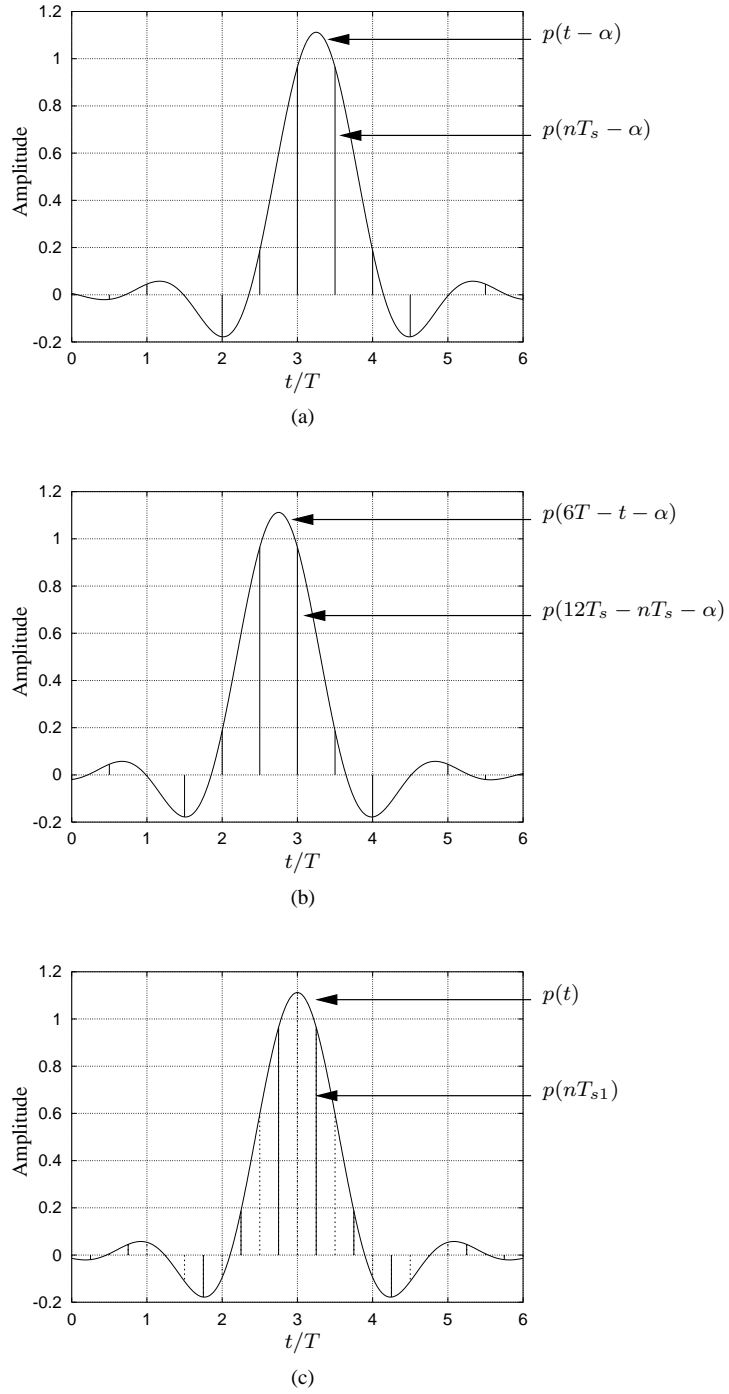 1.2
1
0.8
0.6
0.4
0.2
0
-0.2
Amplitude
0 1 2 3 4 5 6
t/T
p(t − α)
p(nT_s − α)
(a)
1.2
1
0.8
0.6
0.4
0.2
0
-0.2
Amplitude
0 1 2 3 4 5 6
t/T
p(6T − t − α)
p(12T_s − nT_s − α)
(b)
1.2
1
0.8
0.6
0.4
0.2
0
-0.2
Amplitude
0 1 2 3 4 5 6
t/T
p(t)
p(nT_{s1})
(c)